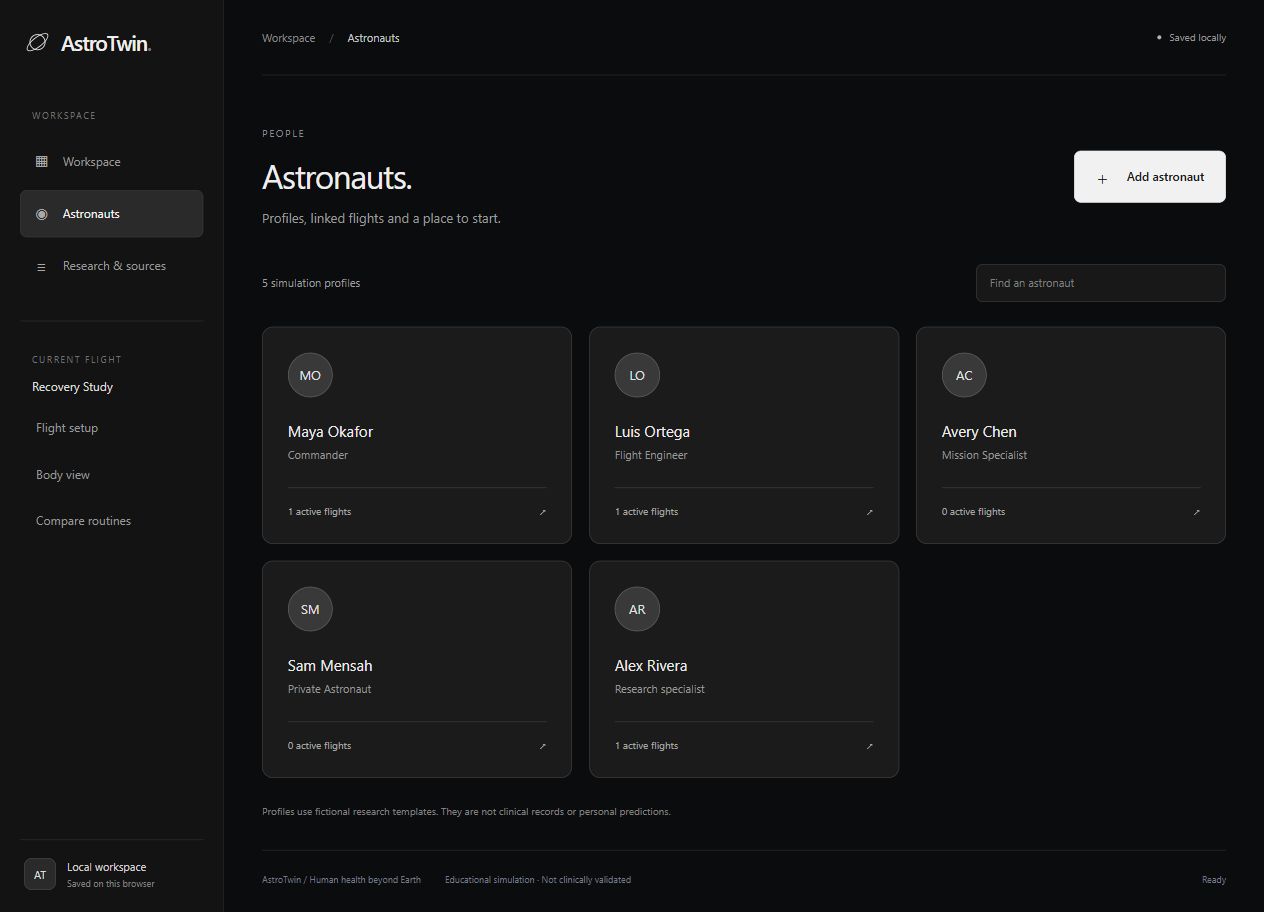 AstroTwin.
WORKSPACE
Workspace
Astronauts
Research & sources
CURRENT FLIGHT
Recovery Study
Flight setup
Body view
Compare routines
AT
Local workspace
Saved on this browser
Workspace / Astronauts
Saved locally
PEOPLE
Astronauts.
Profiles, linked flights and a place to start.
+ Add astronaut
5 simulation profiles
Find an astronaut
MO
Maya Okafor
Commander
1 active flights ↗
LO
Luis Ortega
Flight Engineer
1 active flights ↗
AC
Avery Chen
Mission Specialist
0 active flights ↗
SM
Sam Mensah
Private Astronaut
0 active flights ↗
AR
Alex Rivera
Research specialist
1 active flights ↗
Profiles use fictional research templates. They are not clinical records or personal predictions.
AstroTwin / Human health beyond Earth
Educational simulation · Not clinically validated
Ready